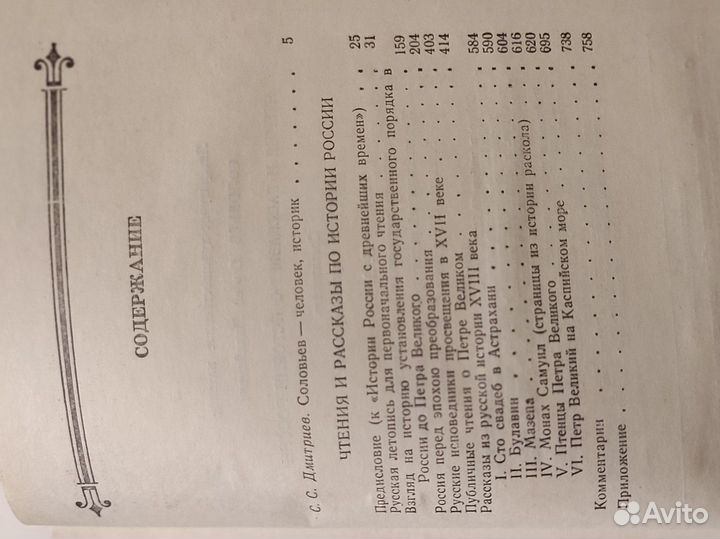 СОДЕРЖАНИЕ
С. С. Дмитриев. Соловьев — человек, историк . . . . . . . 5
ЧТЕНИЯ И РАССКАЗЫ ПО ИСТОРИИ РОССИИ
Предисловие (к «Истории России с древнейших времен») . . 25
Русская летопись для первоначального чтения . . . . . . 31
Взгляд на историю установления государственного порядка в
России до Петра Великого . . . . . . . . . . 159
Россия перед эпохою преобразования . . . . . . . . 204
Русские исповедники просвещения в XVII веке . . . . . . 403
Публичные чтения о Петре Великом . . . . . . . . 414
Рассказы из русской истории XVIII века
I. Сто свадеб в Астрахани . . . . . . . . . 584
II. Булавин . . . . . . . . . . . . . 590
III. Мазепа . . . . . . . . . . . . . 604
IV. Монах Самуил (страницы из истории раскола) . . . 616
V. Птенцы Петра Великого . . . . . . . . . 620
VI. Петр Великий на Каспийском море . . . . . . 695
Комментарии . . . . . . . . . . . . . . . 738
Приложение . . . . . . . . . . . . . . . 758
Avito